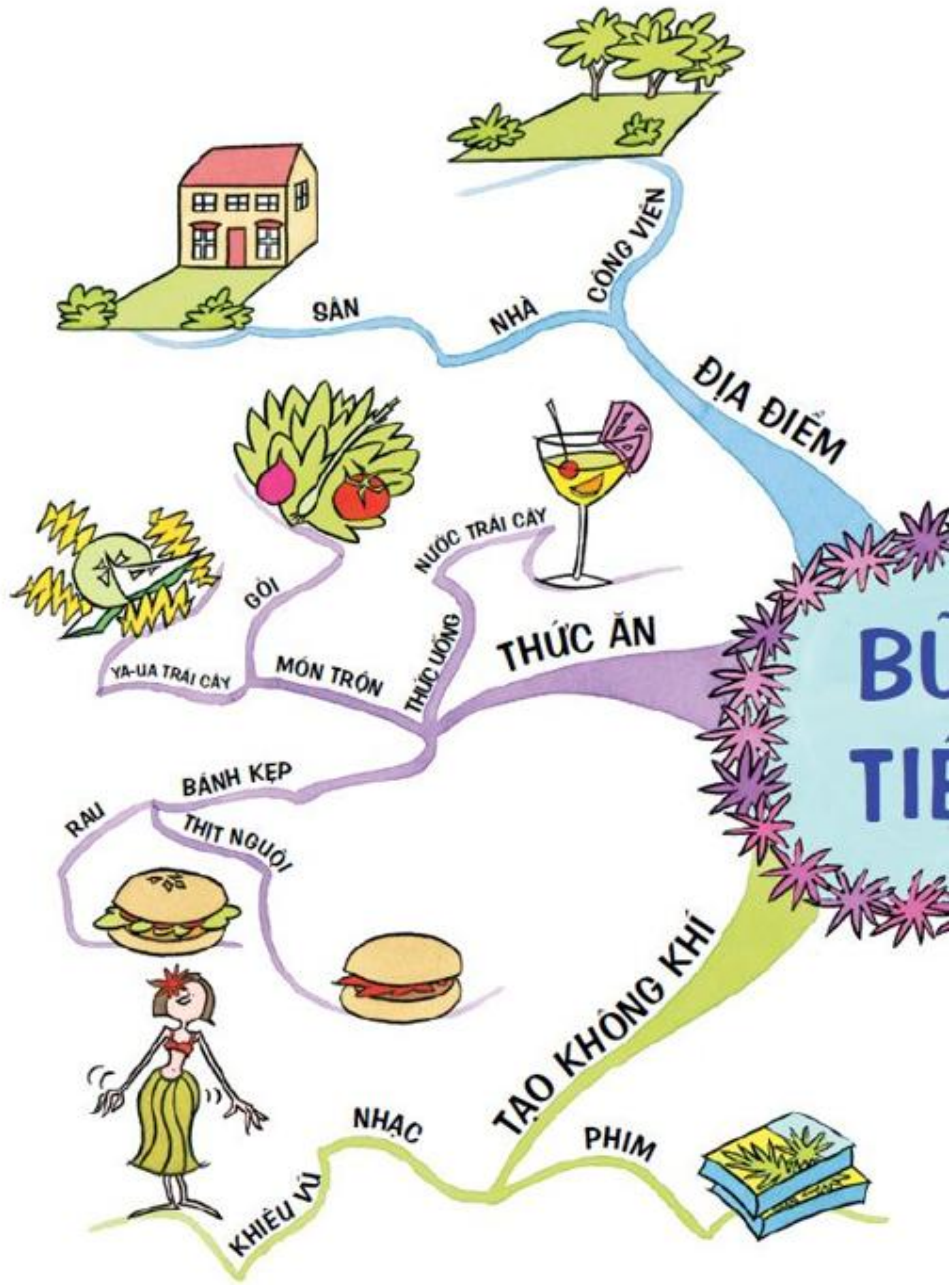 CÔNG VIÊN
SÂN
NHÀ
ĐỊA ĐIỂM
NƯỚC TRÁI CÂY
GỎI
THỨC UỐNG
THỨC ĂN
YA-UA TRÁI CÂY
MÓN TRỘN
BÁNH KẸP
RAU
THỊT NGUỘI
TẠO KHÔNG KHÍ
NHẠC
PHIM
KHIÊU VŨ